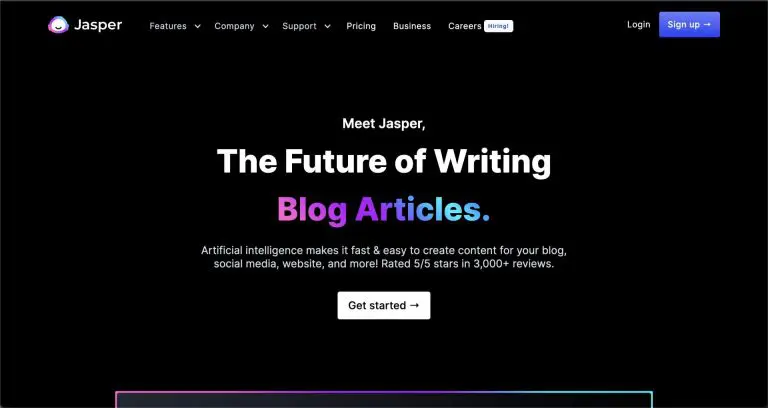 Jasper Features Company Support Pricing Business Careers Hiring! Login Sign up →
Meet Jasper,
The Future of Writing
Blog Articles.
Artificial intelligence makes it fast & easy to create content for your blog,
social media, website, and more! Rated 5/5 stars in 3,000+ reviews.
Get started →